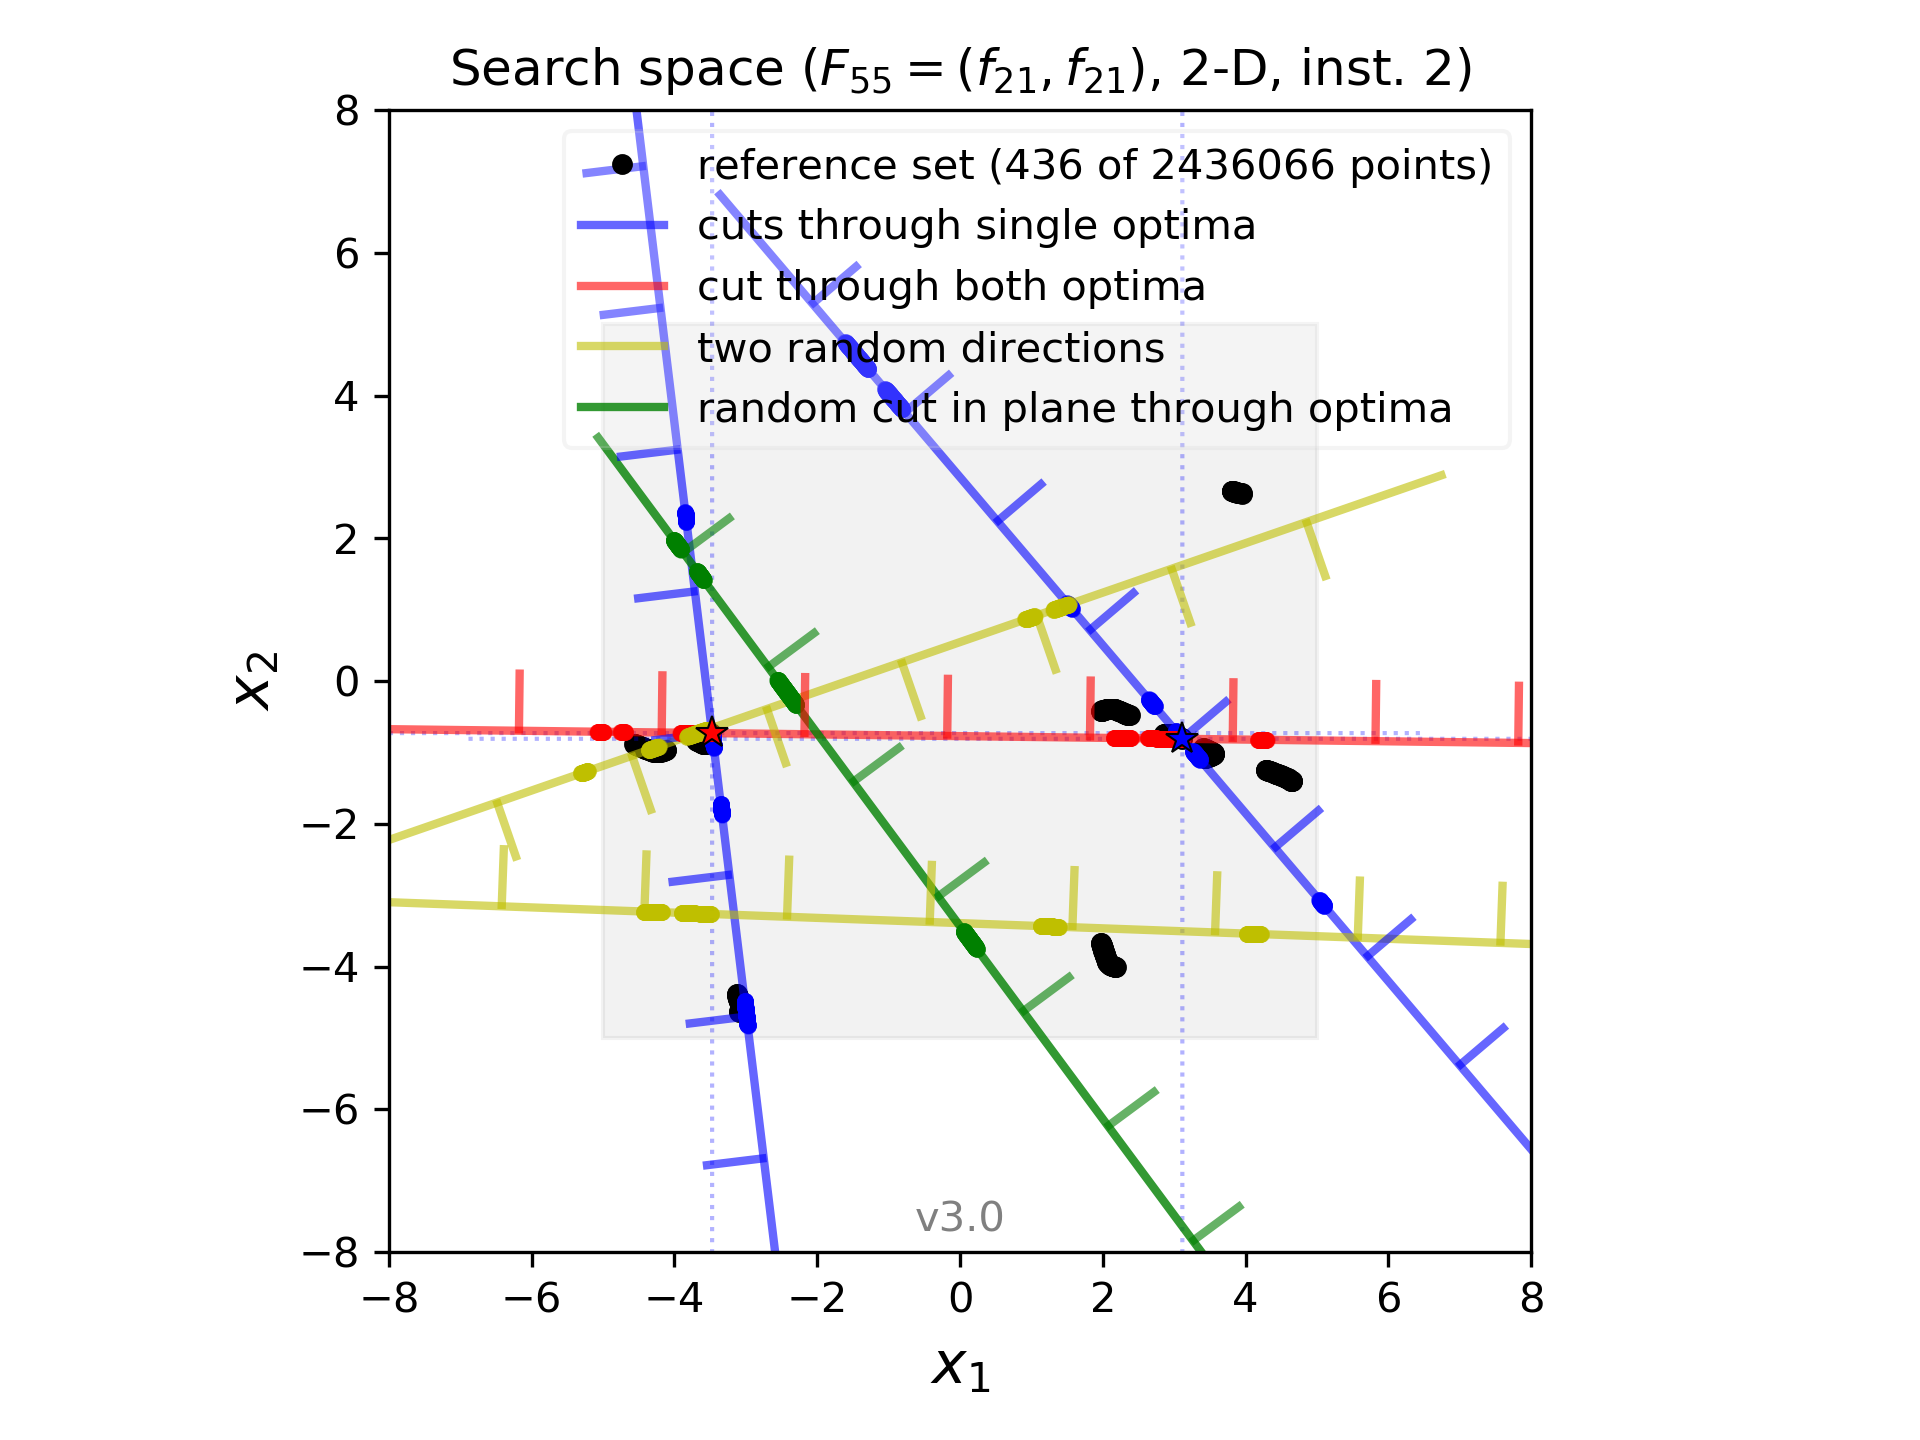 Search space (F55 = (f21, f21), 2-D, inst. 2)
8
6
4
2
0
−2
−4
−6
−8
x2
reference set (436 of 2436066 points)
cuts through single optima
cut through both optima
two random directions
random cut in plane through optima
v3.0
−8 −6 −4 −2 0 2 4 6 8
x1